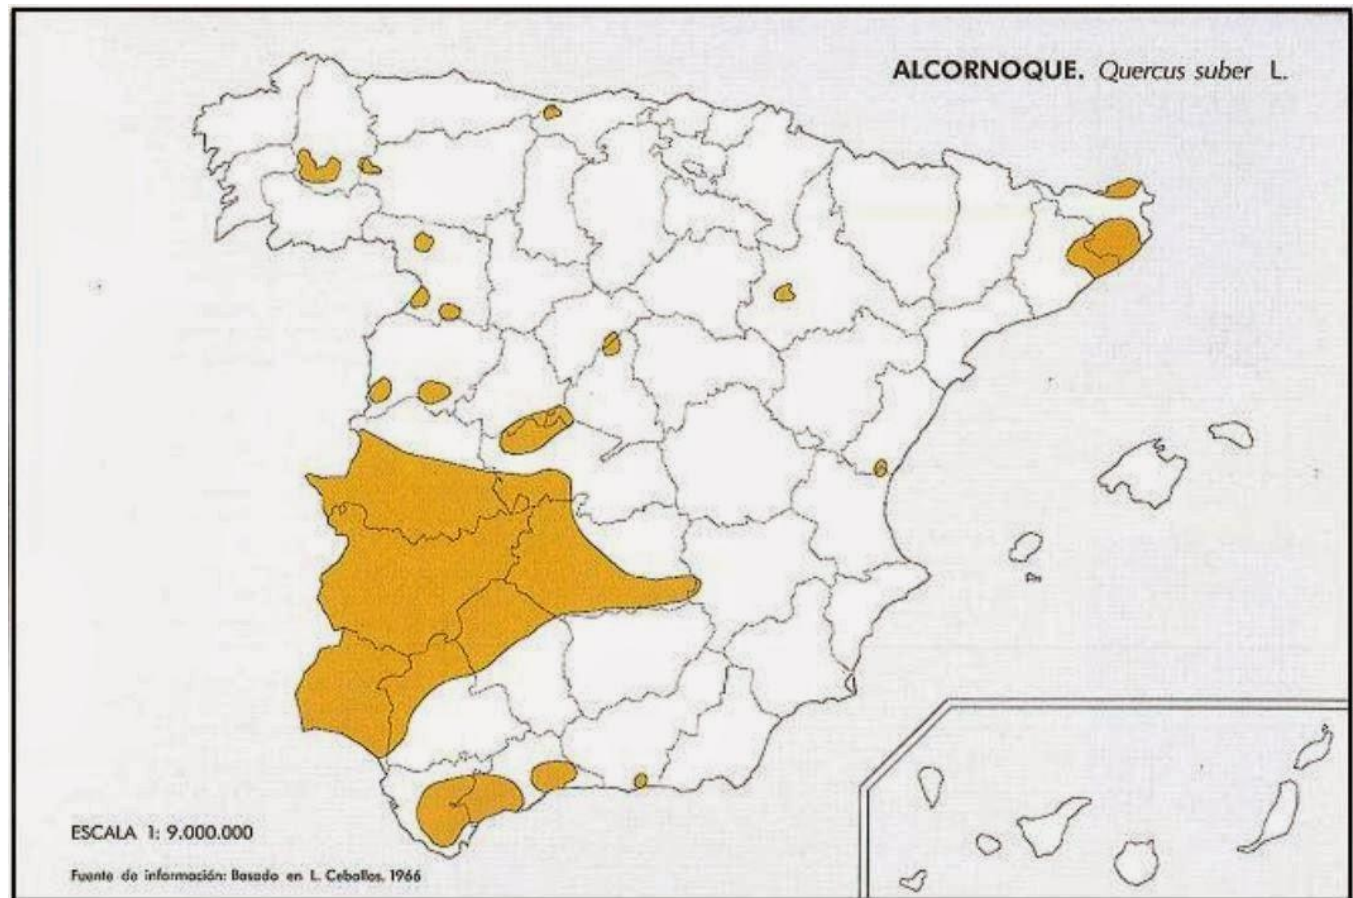 ALCORNOQUE. Quercus suber L.
ESCALA 1: 9.000.000
Fuente de información: Basado en L. Ceballos, 1966